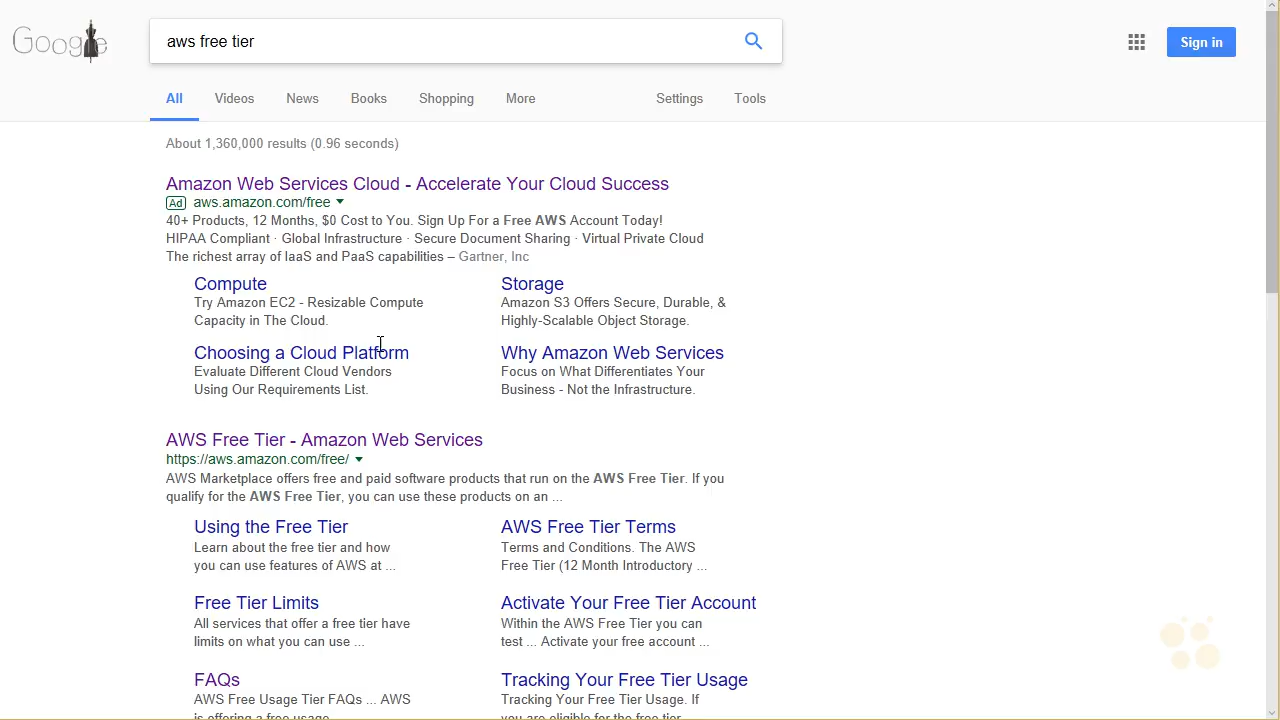 Google
aws free tier
Sign in
All Videos News Books Shopping More Settings Tools
About 1,360,000 results (0.96 seconds)
Amazon Web Services Cloud - Accelerate Your Cloud Success
Ad aws.amazon.com/free
40+ Products, 12 Months, $0 Cost to You. Sign Up For a Free AWS Account Today!
HIPAA Compliant · Global Infrastructure · Secure Document Sharing · Virtual Private Cloud
The richest array of IaaS and PaaS capabilities – Gartner, Inc
Compute
Try Amazon EC2 - Resizable Compute
Capacity in The Cloud.
Storage
Amazon S3 Offers Secure, Durable, &
Highly-Scalable Object Storage.
Choosing a Cloud Platform
Evaluate Different Cloud Vendors
Using Our Requirements List.
Why Amazon Web Services
Focus on What Differentiates Your
Business - Not the Infrastructure.
AWS Free Tier - Amazon Web Services
https://aws.amazon.com/free/
AWS Marketplace offers free and paid software products that run on the AWS Free Tier. If you
qualify for the AWS Free Tier, you can use these products on an ...
Using the Free Tier
Learn about the free tier and how
you can use features of AWS at ...
AWS Free Tier Terms
Terms and Conditions. The AWS
Free Tier (12 Month Introductory ...
Free Tier Limits
All services that offer a free tier have
limits on what you can use ...
Activate Your Free Tier Account
Within the AWS Free Tier you can
test ... Activate your free account ...
FAQs
AWS Free Usage Tier FAQs ... AWS
is offering a free usage
Tracking Your Free Tier Usage
Tracking Your Free Tier Usage. If
you are eligible for the free tier